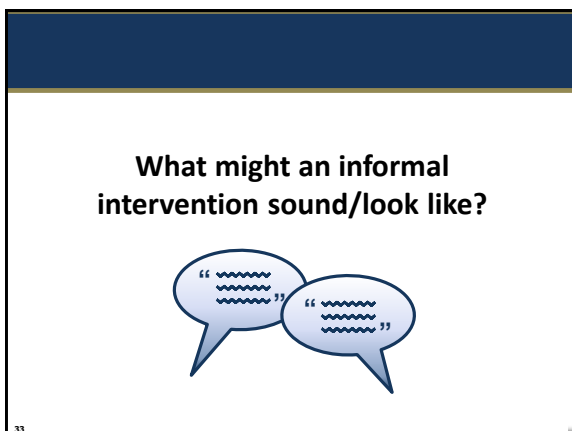 What might an informal
intervention sound/look like?
“
”
“
”
33